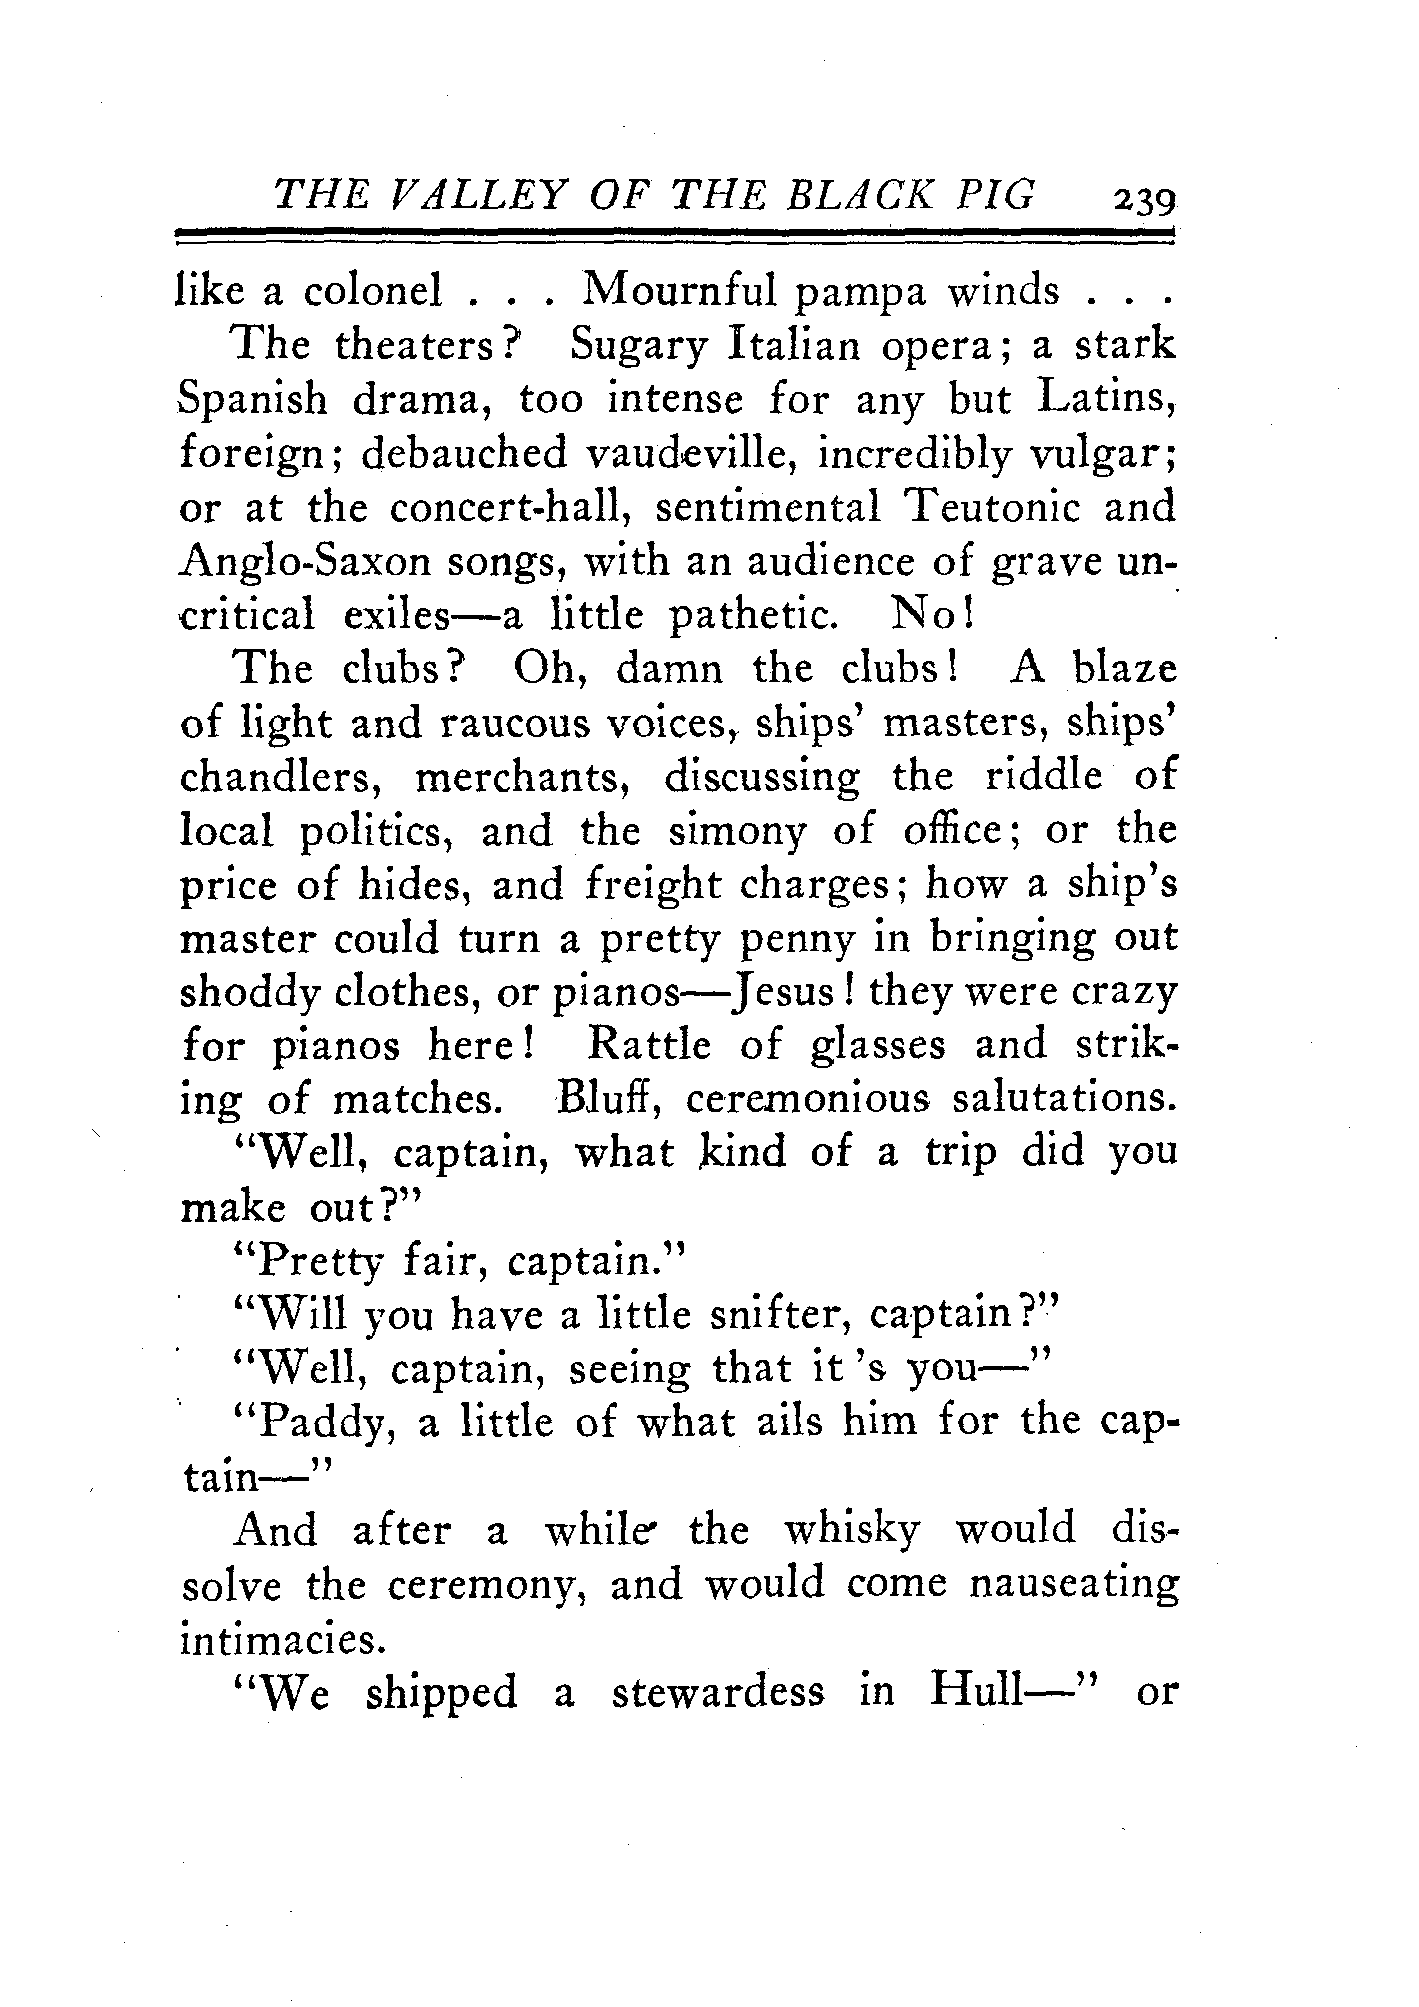 THE VALLEY OF THE BLACK PIG 239
like a colonel . . . Mournful pampa winds . . .
The theaters? Sugary Italian opera; a stark
Spanish drama, too intense for any but Latins,
foreign; debauched vaudeville, incredibly vulgar;
or at the concert-hall, sentimental Teutonic and
Anglo-Saxon songs, with an audience of grave un-
critical exiles—a little pathetic. No!
The clubs? Oh, damn the clubs! A blaze
of light and raucous voices, ships' masters, ships'
chandlers, merchants, discussing the riddle of
local politics, and the simony of office; or the
price of hides, and freight charges; how a ship's
master could turn a pretty penny in bringing out
shoddy clothes, or pianos—Jesus! they were crazy
for pianos here! Rattle of glasses and strik-
ing of matches. Bluff, ceremonious salutations.
"Well, captain, what kind of a trip did you
make out?"
"Pretty fair, captain."
"Will you have a little snifter, captain?"
"Well, captain, seeing that it 's you—"
"Paddy, a little of what ails him for the cap-
tain—"
And after a while the whisky would dis-
solve the ceremony, and would come nauseating
intimacies.
"We shipped a stewardess in Hull—" or